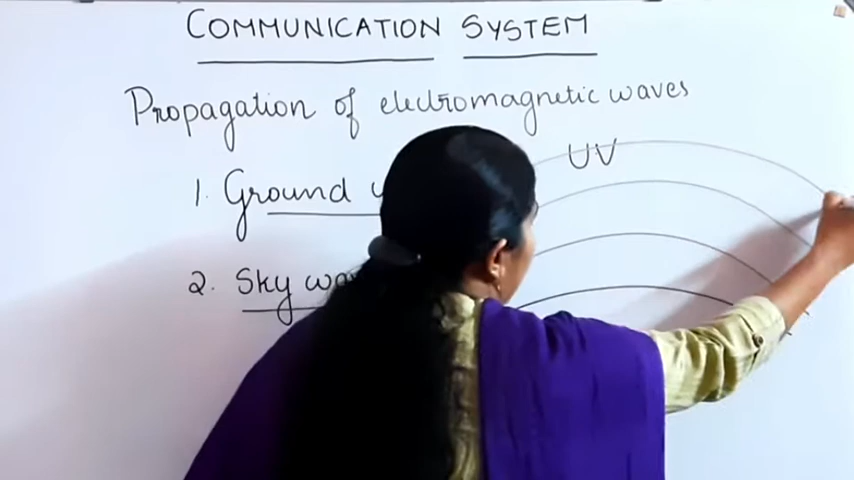 COMMUNICATION SYSTEM
Propagation of electromagnetic waves
UV
1. Ground
2. Sky